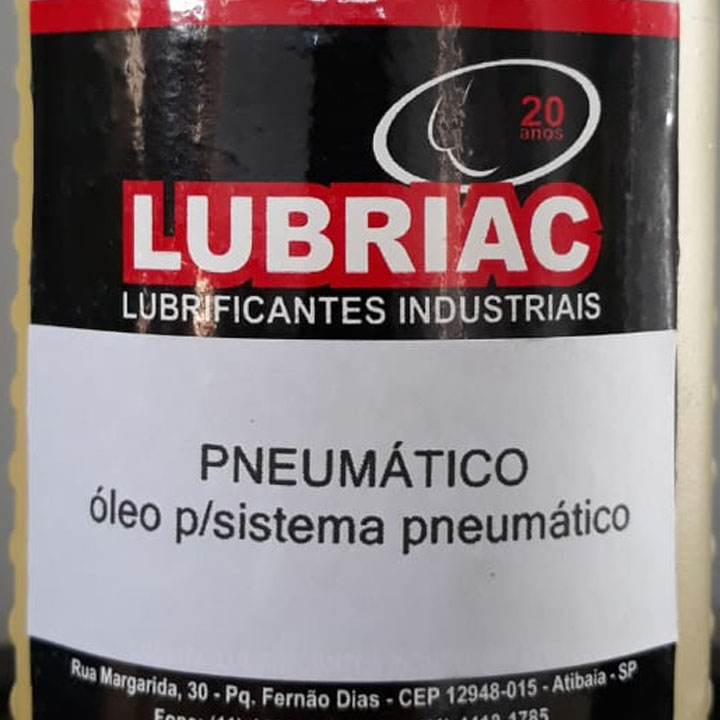 20
anos
LUBRIAC
LUBRIFICANTES INDUSTRIAIS
PNEUMÁTICO
óleo p/sistema pneumático
Rua Margarida, 30 - Pq. Fernão Dias - CEP 12948-015 - Atibaia - SP